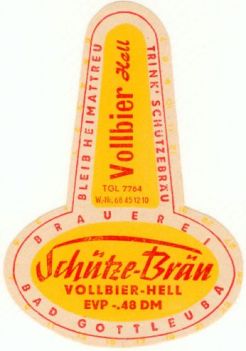 BLEIB HEIMATTREU
TRINK' SCHÜTZEBRÄU
Vollbier Hell
TGL 7764
W.-Nr. 68 45 12 10
BRAUEREI
Schütze-Bräu
VOLLBIER-HELL
EVP -.48 DM
BAD GOTTLEUBA